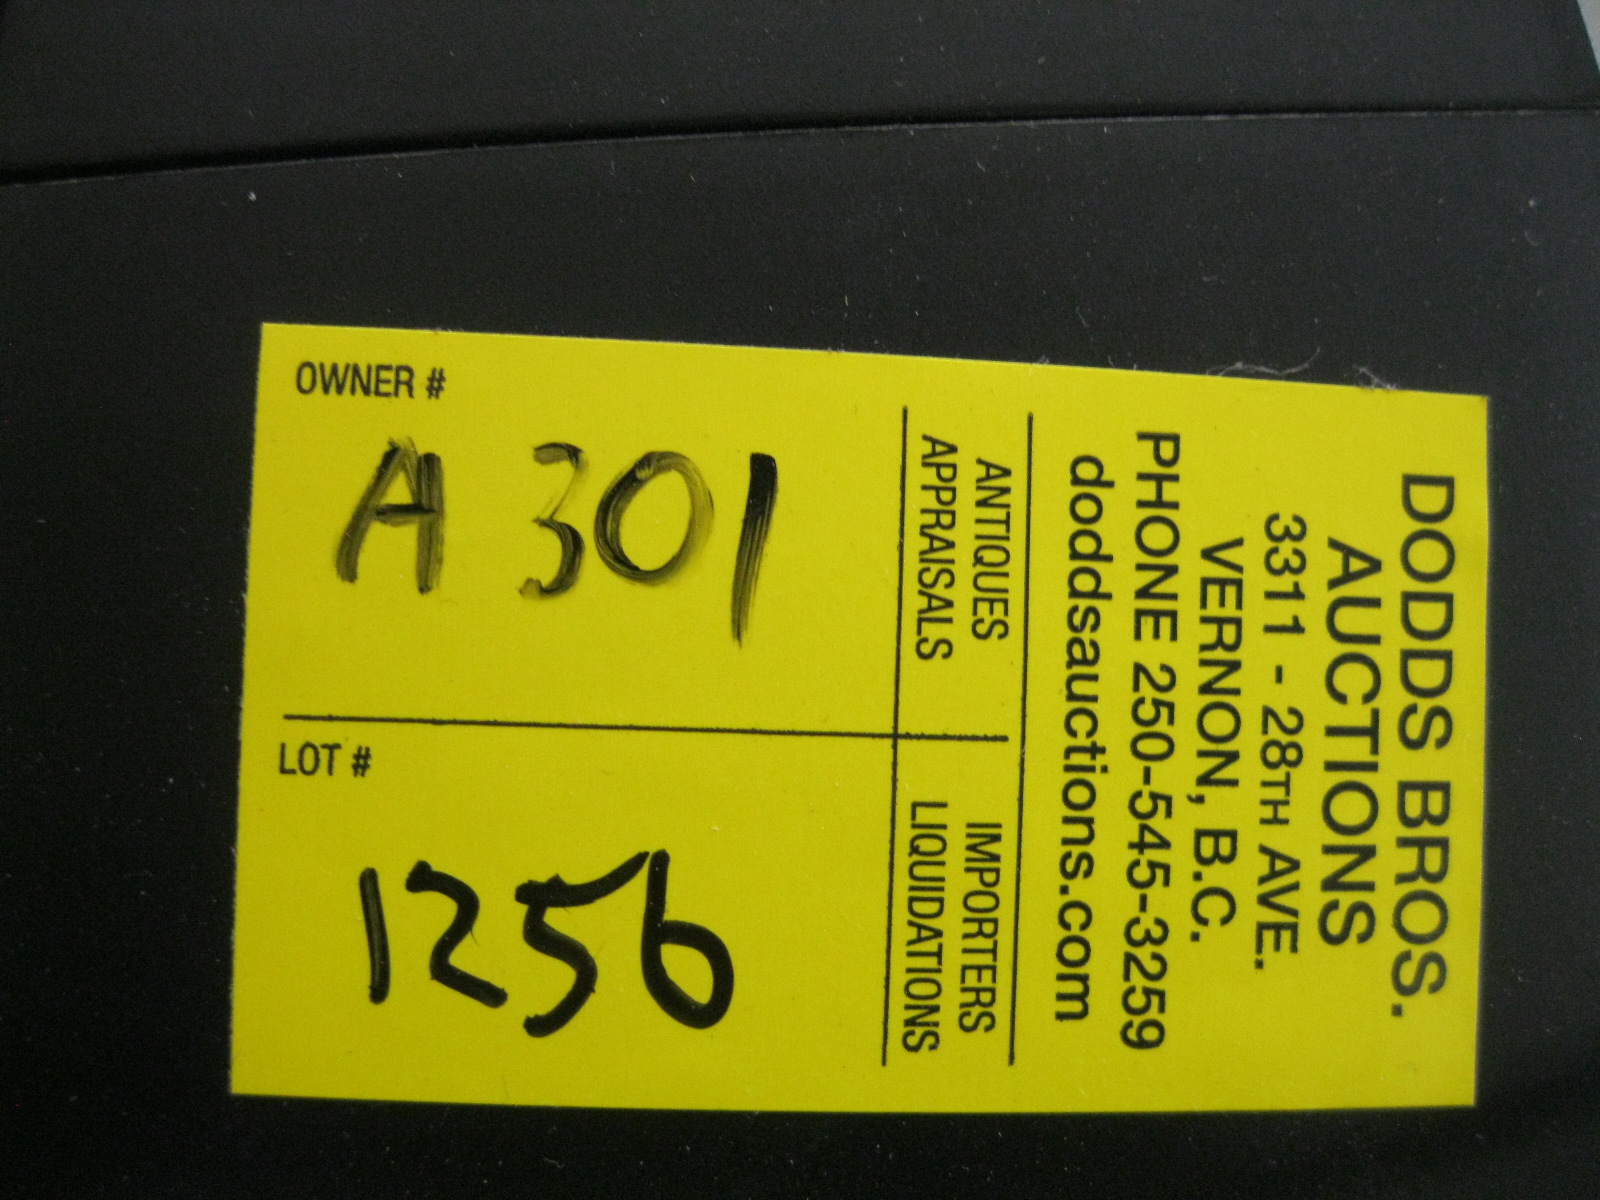 OWNER #
A 301
LOT #
1256
DODDS BROS.
AUCTIONS
3311 - 28TH AVE.
VERNON, B.C.
PHONE 250-545-3259
doddsauctions.com
ANTIQUES
APPRAISALS
IMPORTERS
LIQUIDATIONS